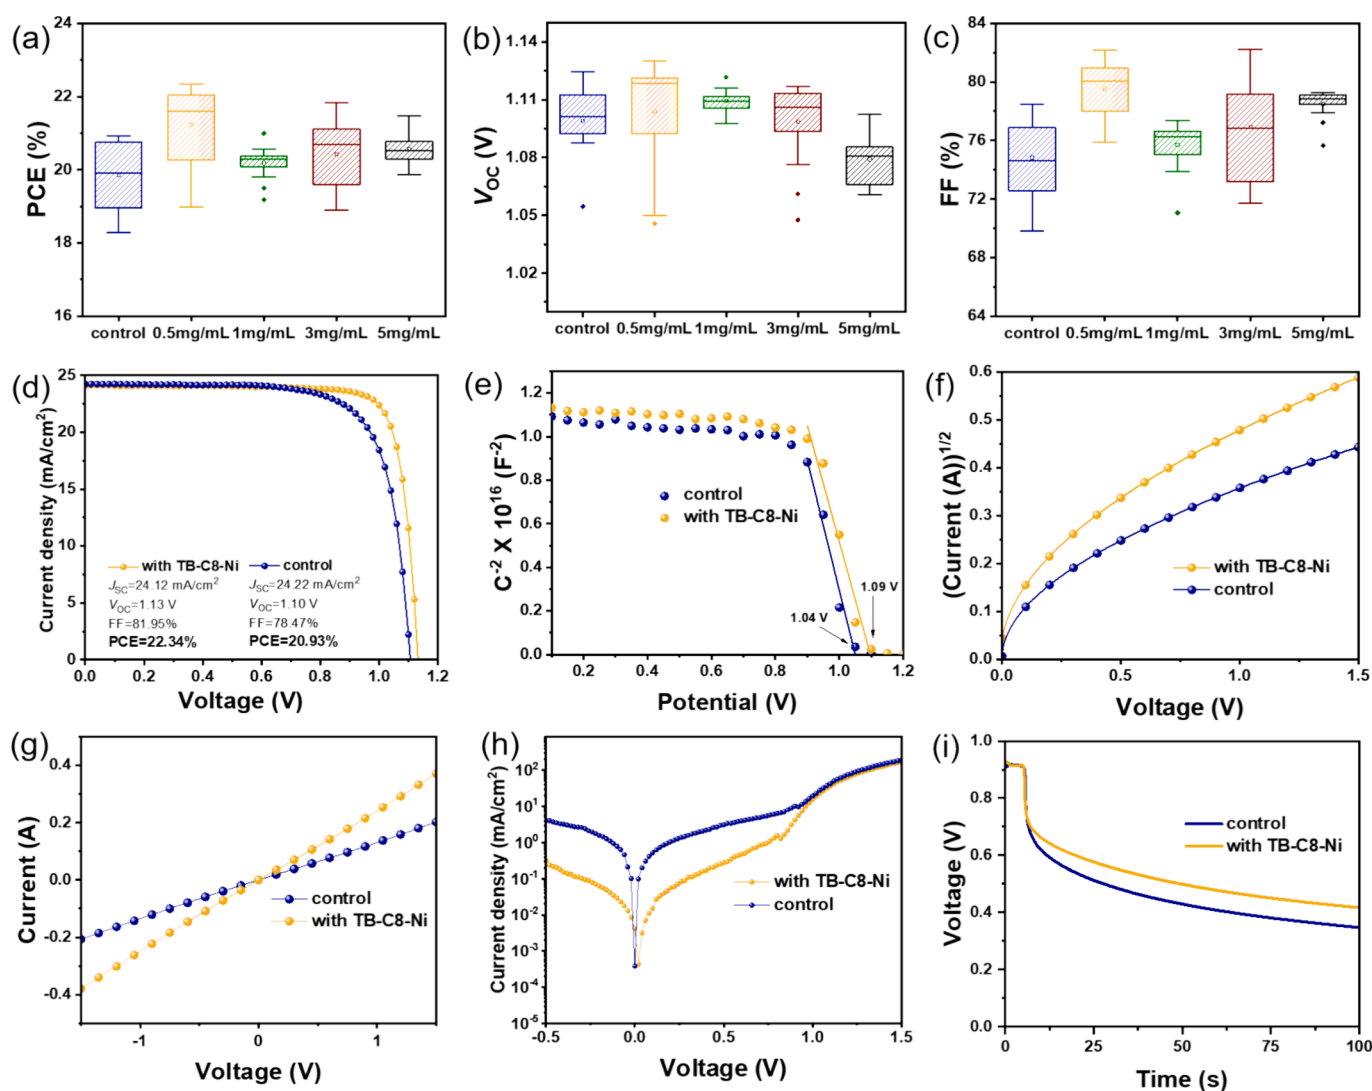 (a)
PCE (%)
24
22
20
18
16
control 0.5mg/mL 1mg/mL 3mg/mL 5mg/mL
(b)
V_OC (V)
1.14
1.11
1.08
1.05
1.02
control 0.5mg/mL 1mg/mL 3mg/mL 5mg/mL
(c)
FF (%)
84
80
76
72
68
64
control 0.5mg/mL 1mg/mL 3mg/mL 5mg/mL
(d)
Current density (mA/cm²)
25
20
15
10
5
0
with TB-C8-Ni control
J_SC=24.12 mA/cm² J_SC=24.22 mA/cm²
V_OC=1.13 V V_OC=1.10 V
FF=81.95% FF=78.47%
PCE=22.34% PCE=20.93%
0.0 0.2 0.4 0.6 0.8 1.0 1.2
Voltage (V)
(e)
C⁻² X 10¹⁶ (F⁻²)
1.2
1.0
0.8
0.6
0.4
0.2
0.0
control
with TB-C8-Ni
1.09 V
1.04 V
0.2 0.4 0.6 0.8 1.0 1.2
Potential (V)
(f)
(Current (A))^1/2
0.6
0.5
0.4
0.3
0.2
0.1
0.0
with TB-C8-Ni
control
0.0 0.5 1.0 1.5
Voltage (V)
(g)
Current (A)
0.4
0.2
0.0
-0.2
-0.4
control
with TB-C8-Ni
-1 0 1
Voltage (V)
(h)
Current density (mA/cm²)
10²
10¹
10⁰
10⁻¹
10⁻²
10⁻³
10⁻⁴
10⁻⁵
with TB-C8-Ni
control
-0.5 0.0 0.5 1.0 1.5
Voltage (V)
(i)
Voltage (V)
1.0
0.8
0.6
0.4
0.2
0.0
control
with TB-C8-Ni
0 25 50 75 100
Time (s)